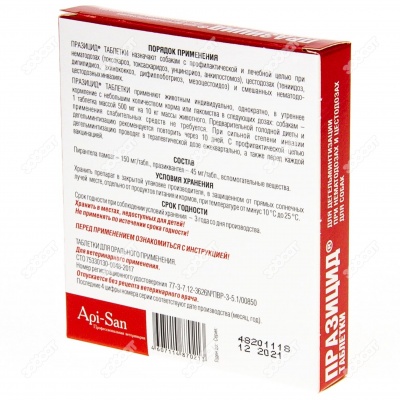 ПОРЯДОК ПРИМЕНЕНИЯ
ПРАЗИЦИД® ТАБЛЕТКИ назначают собакам с профилактической и лечебной целью при
нематодозах (токсокароз, токсаскаридоз, унцинариоз, анкилостомоз), цестодозах (тениидоз,
дипилидиоз, эхинококкоз, дифиллоботриоз, мезоцестоидоз) и смешанных нематодо-
цестодозных инвазиях.
ПРАЗИЦИД® ТАБЛЕТКИ применяют животным индивидуально, однократно, в утреннее
кормление с небольшим количеством корма или лакомства в следующих дозах собакам -
1 таблетка массой 500 мг на 10 кг массы животного. Предварительной голодной диеты и
применения слабительных средств не требуется. При сильной степени инвазии
дегельминтизацию рекомендуется повторить через 10 дней. С профилактической целью
дегельминтизацию проводят в терапевтической дозе ежеквартально, а также перед каждой
вакцинацией.
СОСТАВ
Пирантела памоат – 150 мг/табл., празиквантел - 45 мг/табл., вспомогательные вещества.
УСЛОВИЯ ХРАНЕНИЯ
Хранить препарат в закрытой упаковке производителя, в защищенном от прямых солнечных
лучей месте, отдельно от продуктов питания и кормов, при температуре от минус 10°С до 25 °С.
СРОК ГОДНОСТИ
Срок годности при соблюдении условий хранения – 3 года со дня производства.
Хранить в местах, недоступных для детей!
Не применять по истечении срока годности!
ПЕРЕД ПРИМЕНЕНИЕМ ОЗНАКОМИТЬСЯ С ИНСТРУКЦИЕЙ!
ТАБЛЕТКИ ДЛЯ ОРАЛЬНОГО ПРИМЕНЕНИЯ.
Для ветеринарного применения.
СТО 75330130-0046-2017
Номер регистрационного удостоверения 77-3-7.12-3626№ПВР-3-5.1/00850
Отпускается без рецепта ветеринарного врача.
Последние 4 цифры номера серии соответствуют дате производства (месяц, год)
Api-San
48201118
12 2021
ПРАЗИЦИД®
ТАБЛЕТКИ
ДЛЯ ДЕГЕЛЬМИНТИЗАЦИИ
ПРИ НЕМАТОДОЗАХ И ЦЕСТОДОЗАХ
ДЛЯ СОБАК